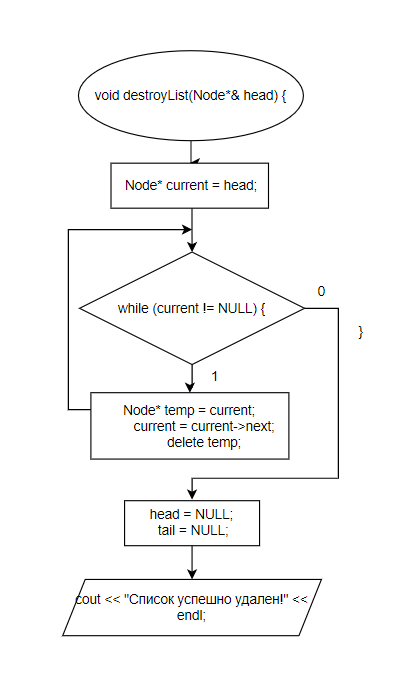 void destroyList(Node*& head) {
Node* current = head;
0
while (current != NULL) {
}
1
Node* temp = current;
current = current->next;
delete temp;
head = NULL;
tail = NULL;
cout << "Список успешно удален!" <<
endl;